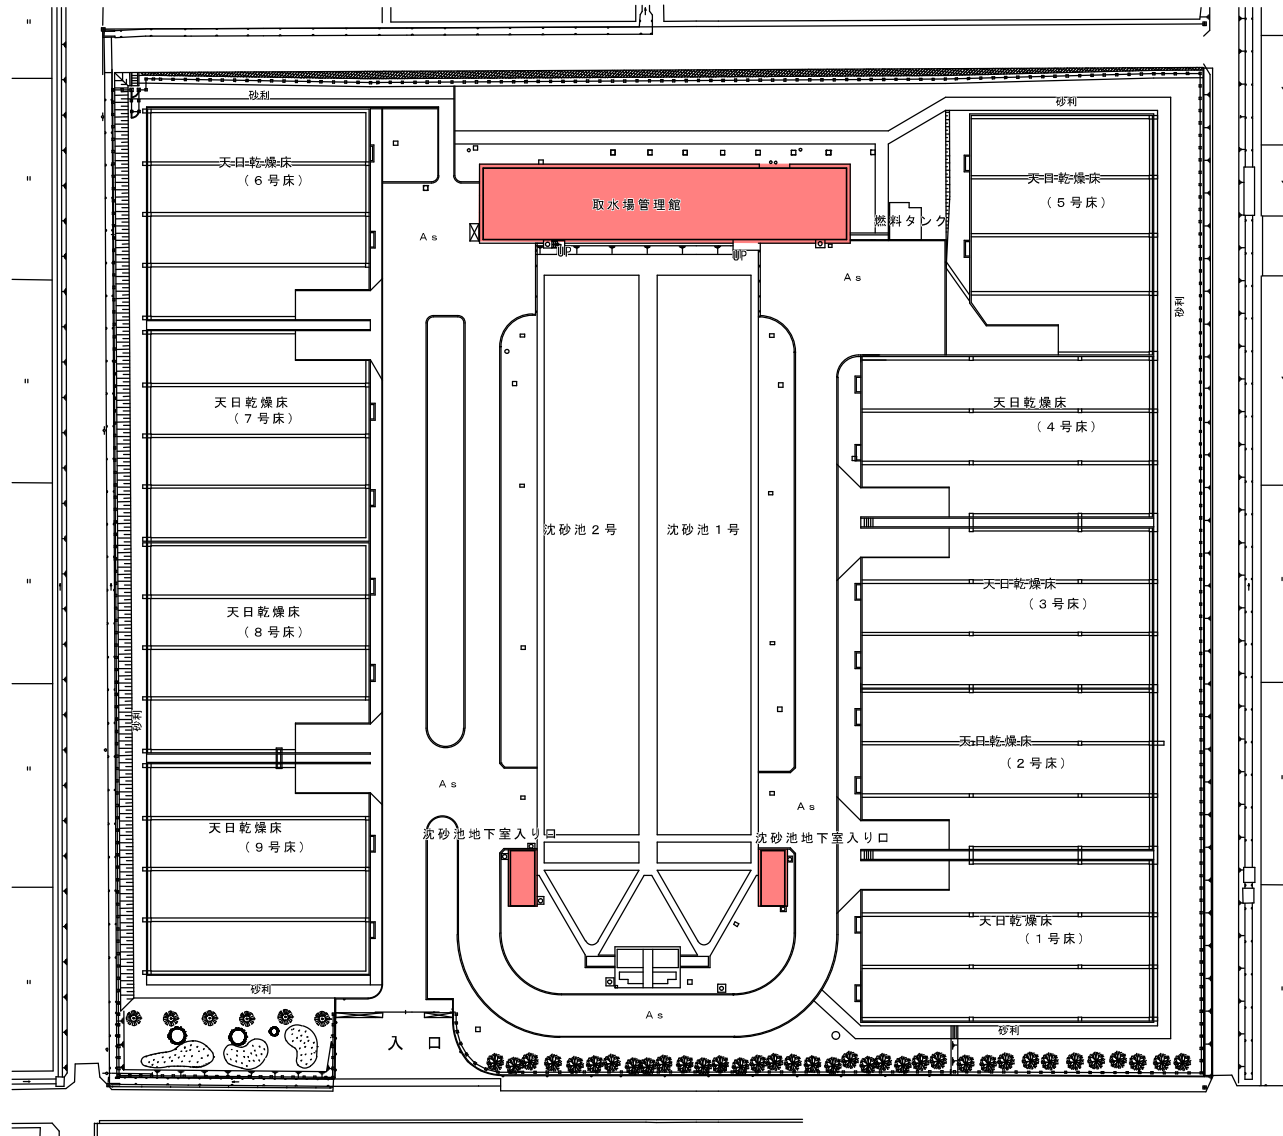 砂利
砂利
天日乾燥床
（６号床）
天日乾燥床
（５号床）
取水場管理館
燃料タンク
Ａｓ
UP
UP
Ａｓ
砂利
天日乾燥床
（７号床）
天日乾燥床
（４号床）
沈砂池２号
沈砂池１号
天日乾燥床
（３号床）
天日乾燥床
（８号床）
砂利
天日乾燥床
（２号床）
Ａｓ
Ａｓ
天日乾燥床
（９号床）
沈砂池地下室入り口
沈砂池地下室入り口
天日乾燥床
（１号床）
砂利
Ａｓ
砂利
入口